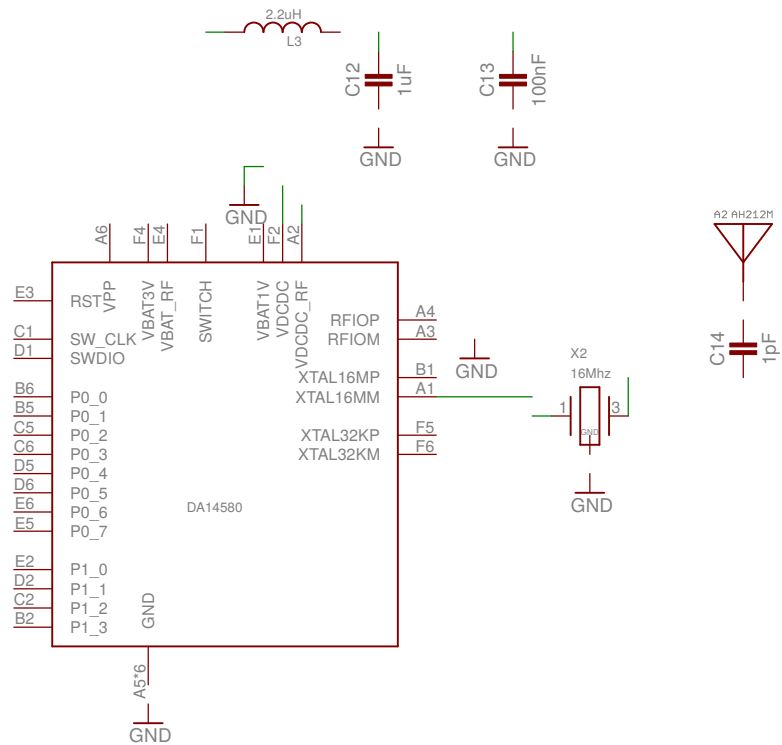 2.2uH
L3
C12
1uF
C13
100nF
GND
GND
GND
A2 AH212M
A6
F4
E4
F1
E1
F2
A2
VPP
VBAT3V
VBAT_RF
SWITCH
VBAT1V
VDCDC
VDCDC_RF
E3 RST
C1 SW_CLK
D1 SWDIO
B6 P0_0
B5 P0_1
C5 P0_2
C6 P0_3
D5 P0_4
D6 P0_5
E6 P0_6
E5 P0_7
E2 P1_0
D2 P1_1
C2 P1_2
B2 P1_3
RFIOP A4
RFIOM A3
XTAL16MP B1
XTAL16MM A1
XTAL32KP F5
XTAL32KM F6
DA14580
GND
A5*6
GND
GND
X2
16Mhz
1
3
GND
GND
C14
1pF